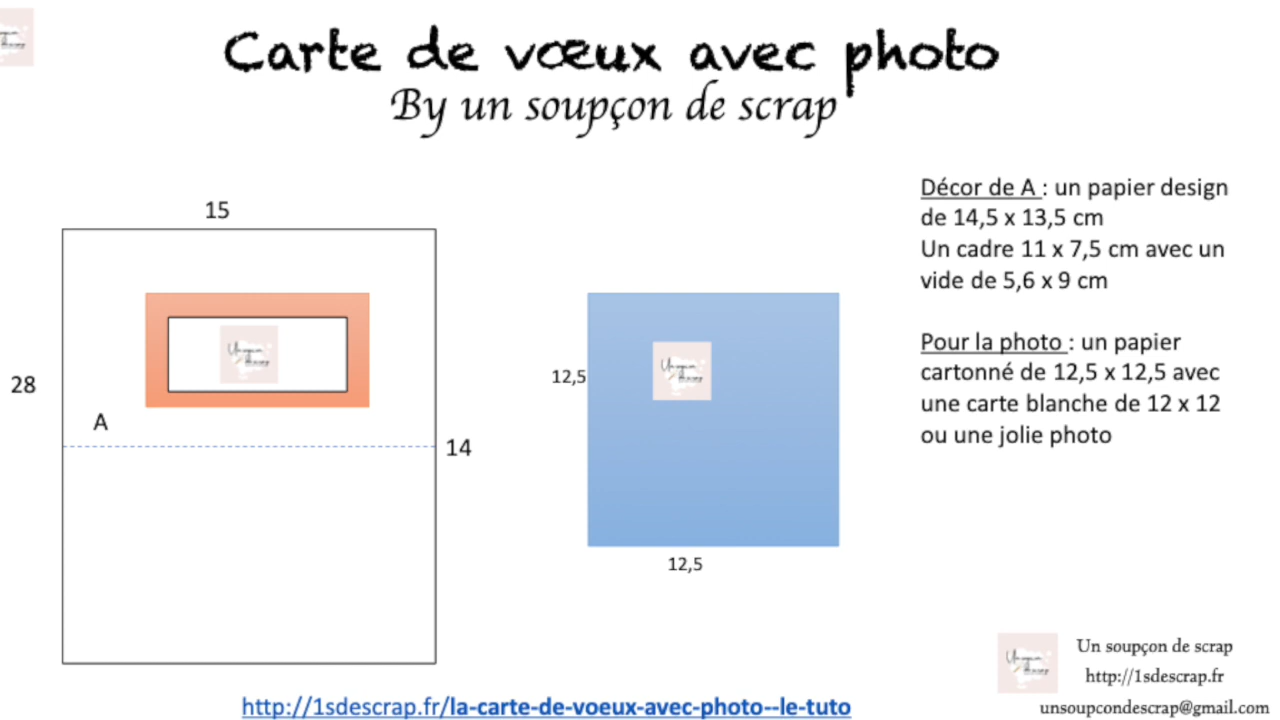 Carte de vœux avec photo
By un soupçon de scrap
15
28
A
14
12,5
12,5
Décor de A : un papier design
de 14,5 x 13,5 cm
Un cadre 11 x 7,5 cm avec un
vide de 5,6 x 9 cm
Pour la photo : un papier
cartonné de 12,5 x 12,5 avec
une carte blanche de 12 x 12
ou une jolie photo
http://1sdescrap.fr/la-carte-de-voeux-avec-photo--le-tuto
Un soupçon de scrap
http://1sdescrap.fr
unsoupcondescrap@gmail.com